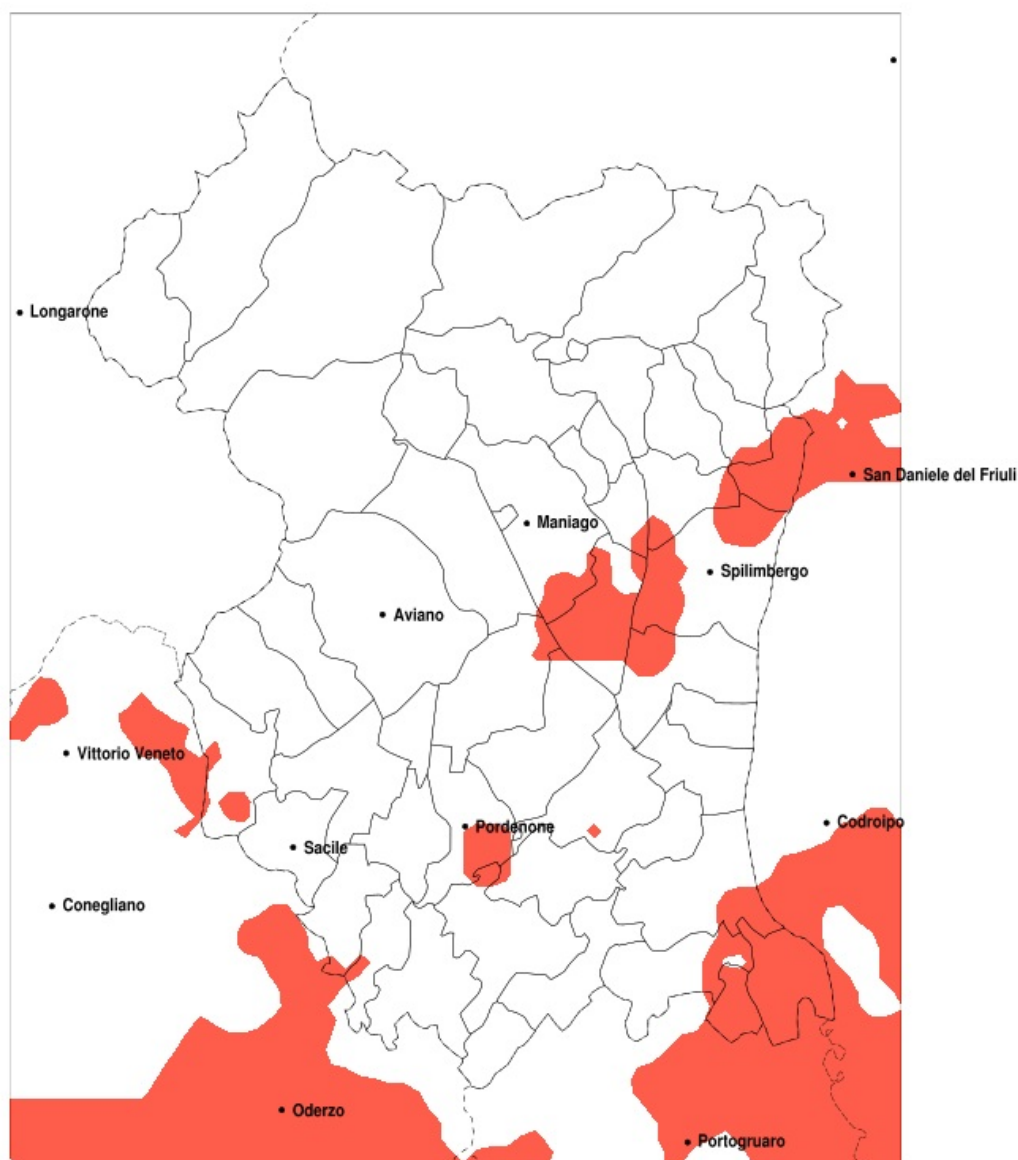 Longarone
San Daniele del Friuli
Maniago
Spilimbergo
Aviano
Vittorio Veneto
Codroipo
Pordenone
Sacile
Conegliano
Oderzo
Portogruaro